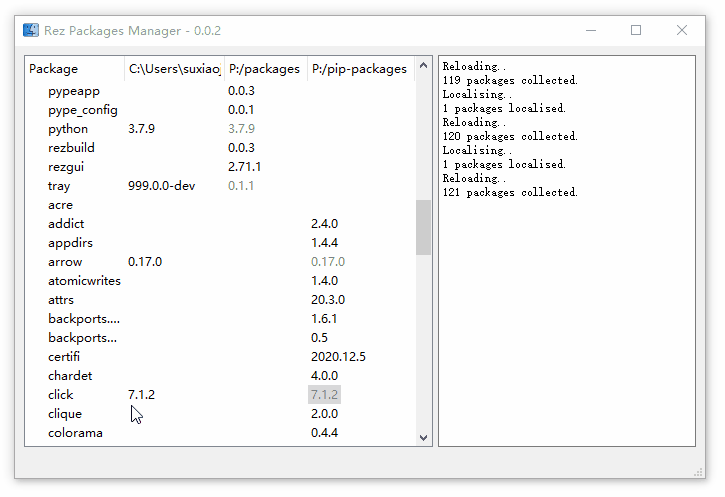 Rez Packages Manager - 0.0.2
Package C:\Users\suxiaoj P:/packages P:/pip-packages
pypeapp 0.0.3
pype_config 0.0.1
python 3.7.9 3.7.9
rezbuild 0.0.3
rezgui 2.71.1
tray 999.0.0-dev 0.1.1
acre
addict 2.4.0
appdirs 1.4.4
arrow 0.17.0 0.17.0
atomicwrites 1.4.0
attrs 20.3.0
backports.... 1.6.1
backports... 0.5
certifi 2020.12.5
chardet 4.0.0
click 7.1.2 7.1.2
clique 2.0.0
colorama 0.4.4
Reloading..
119 packages collected.
Localising..
1 packages localised.
Reloading..
120 packages collected.
Localising..
1 packages localised.
Reloading..
121 packages collected.